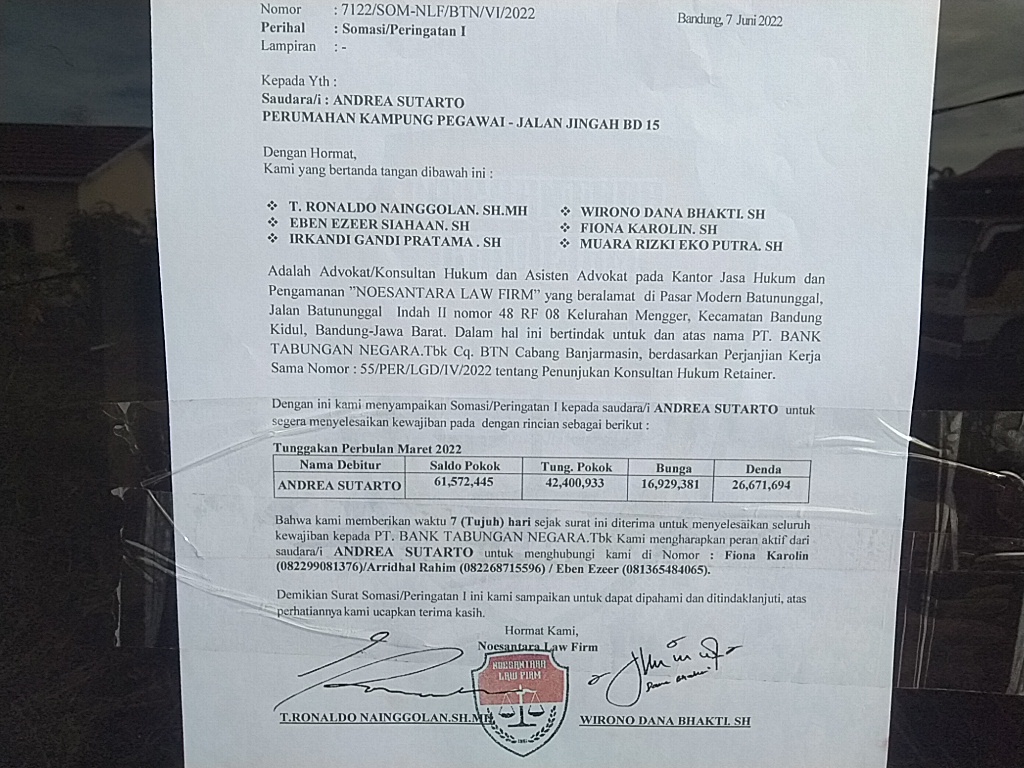 Nomor : 7122/SOM-NLF/BTN/VI/2022
Bandung, 7 Juni 2022
Perihal : Somasi/Peringatan I
Lampiran : -
Kepada Yth :
Saudara/i : ANDREA SUTARTO
PERUMAHAN KAMPUNG PEGAWAI - JALAN JINGAH BD 15
Dengan Hormat,
Kami yang bertanda tangan dibawah ini :
❖ T. RONALDO NAINGGOLAN. SH.MH
❖ EBEN EZEER SIAHAAN. SH
❖ IRKANDI GANDI PRATAMA . SH
❖ WIRONO DANA BHAKTI. SH
❖ FIONA KAROLIN. SH
❖ MUARA RIZKI EKO PUTRA. SH
Adalah Advokat/Konsultan Hukum dan Asisten Advokat pada Kantor Jasa Hukum dan
Pengamanan "NOESANTARA LAW FIRM" yang beralamat di Pasar Modern Batununggal,
Jalan Batununggal Indah II nomor 48 RF 08 Kelurahan Mengger, Kecamatan Bandung
Kidul, Bandung-Jawa Barat. Dalam hal ini bertindak untuk dan atas nama PT. BANK
TABUNGAN NEGARA.Tbk Cq. BTN Cabang Banjarmasin, berdasarkan Perjanjian Kerja
Sama Nomor : 55/PER/LGD/IV/2022 tentang Penunjukan Konsultan Hukum Retainer.
Dengan ini kami menyampaikan Somasi/Peringatan I kepada saudara/i ANDREA SUTARTO untuk
segera menyelesaikan kewajiban pada dengan rincian sebagai berikut :
Tunggakan Perbulan Maret 2022
Nama Debitur Saldo Pokok Tung. Pokok Bunga Denda
ANDREA SUTARTO 61,572,445 42,400,933 16,929,381 26,671,694
Bahwa kami memberikan waktu 7 (Tujuh) hari sejak surat ini diterima untuk menyelesaikan seluruh
kewajiban kepada PT. BANK TABUNGAN NEGARA.Tbk Kami mengharapkan peran aktif dari
saudara/i ANDREA SUTARTO untuk menghubungi kami di Nomor : Fiona Karolin
(082299081376)/Arridhal Rahim (082268715596) / Eben Ezeer (081365484065).
Demikian Surat Somasi/Peringatan I ini kami sampaikan untuk dapat dipahami dan ditindaklanjuti, atas
perhatiannya kami ucapkan terima kasih.
Hormat Kami,
Noesantara Law Firm
NOESANTARA
LAW FIRM
T.RONALDO NAINGGOLAN.SH.MH
WIRONO DANA BHAKTI. SH